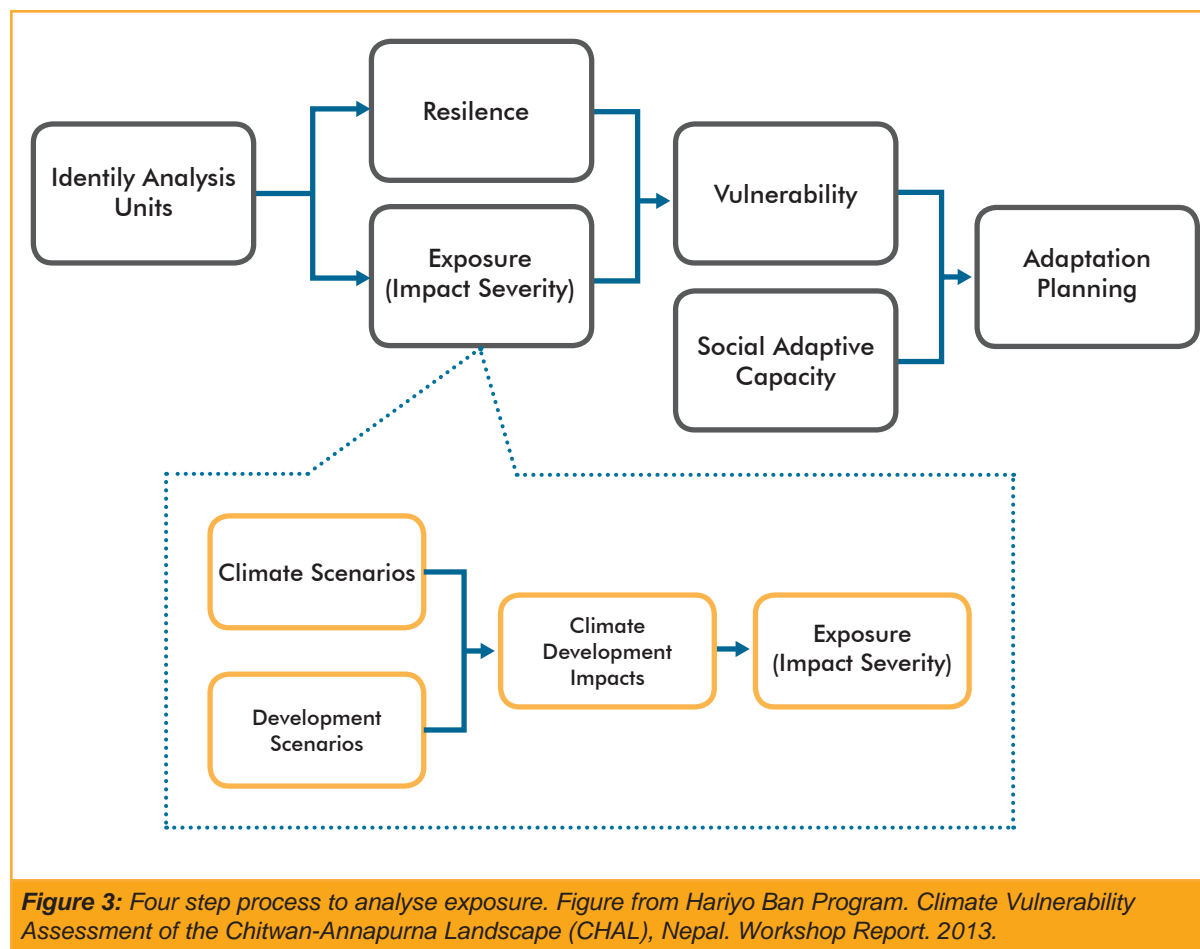 Identily Analysis
Units
Resilence
Exposure
(Impact Severity)
Vulnerability
Social Adaptive
Capacity
Adaptation
Planning
Climate Scenarios
Development
Scenarios
Climate
Development
Impacts
Exposure
(Impact Severity)
Figure 3: Four step process to analyse exposure. Figure from Hariyo Ban Program. Climate Vulnerability
Assessment of the Chitwan-Annapurna Landscape (CHAL), Nepal. Workshop Report. 2013.